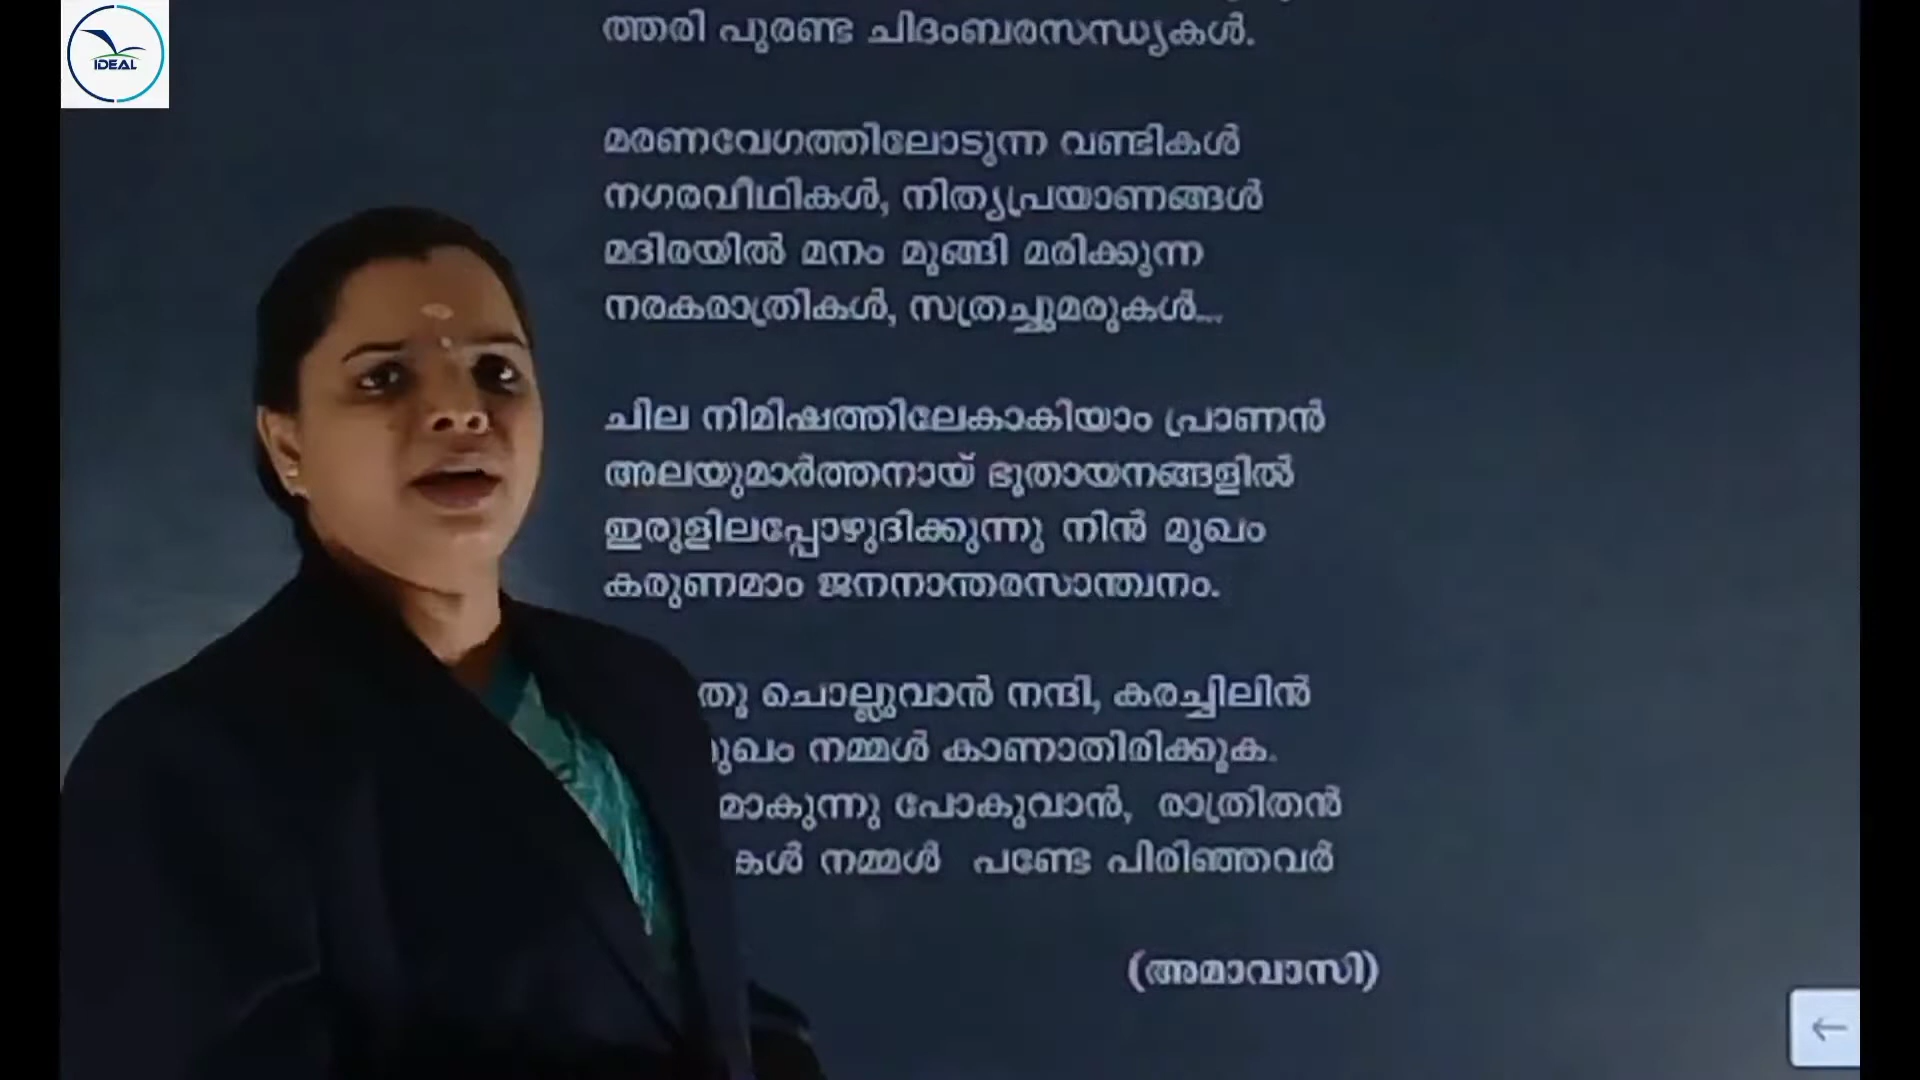 IDEAL
ത്തരി പുരണ്ട ചിദംബരസന്ധ്യകൾ.
മരണവേഗത്തിലോടുന്ന വണ്ടികൾ
നഗരവീഥികൾ, നിത്യപ്രയാണങ്ങൾ
മദിരയിൽ മനം മുങ്ങി മരിക്കുന്ന
നരകരാത്രികൾ, സത്രച്ചുമരുകൾ...
ചില നിമിഷത്തിലേകാകിയാം പ്രാണൻ
അലയുമാർത്തനായ് ഭൂതായനങ്ങളിൽ
ഇരുളിലപ്പോഴുദിക്കുന്നു നിൻ മുഖം
കരുണമാം ജനനാന്തരസാന്ത്വനം.
തൂ ചൊല്ലുവാൻ നന്ദി, കരച്ചിലിൻ
മുഖം നമ്മൾ കാണാതിരിക്കുക.
മാകുന്നു പോകുവാൻ, രാത്രിതൻ
കൾ നമ്മൾ പണ്ടേ പിരിഞ്ഞവർ
(അമാവാസി)